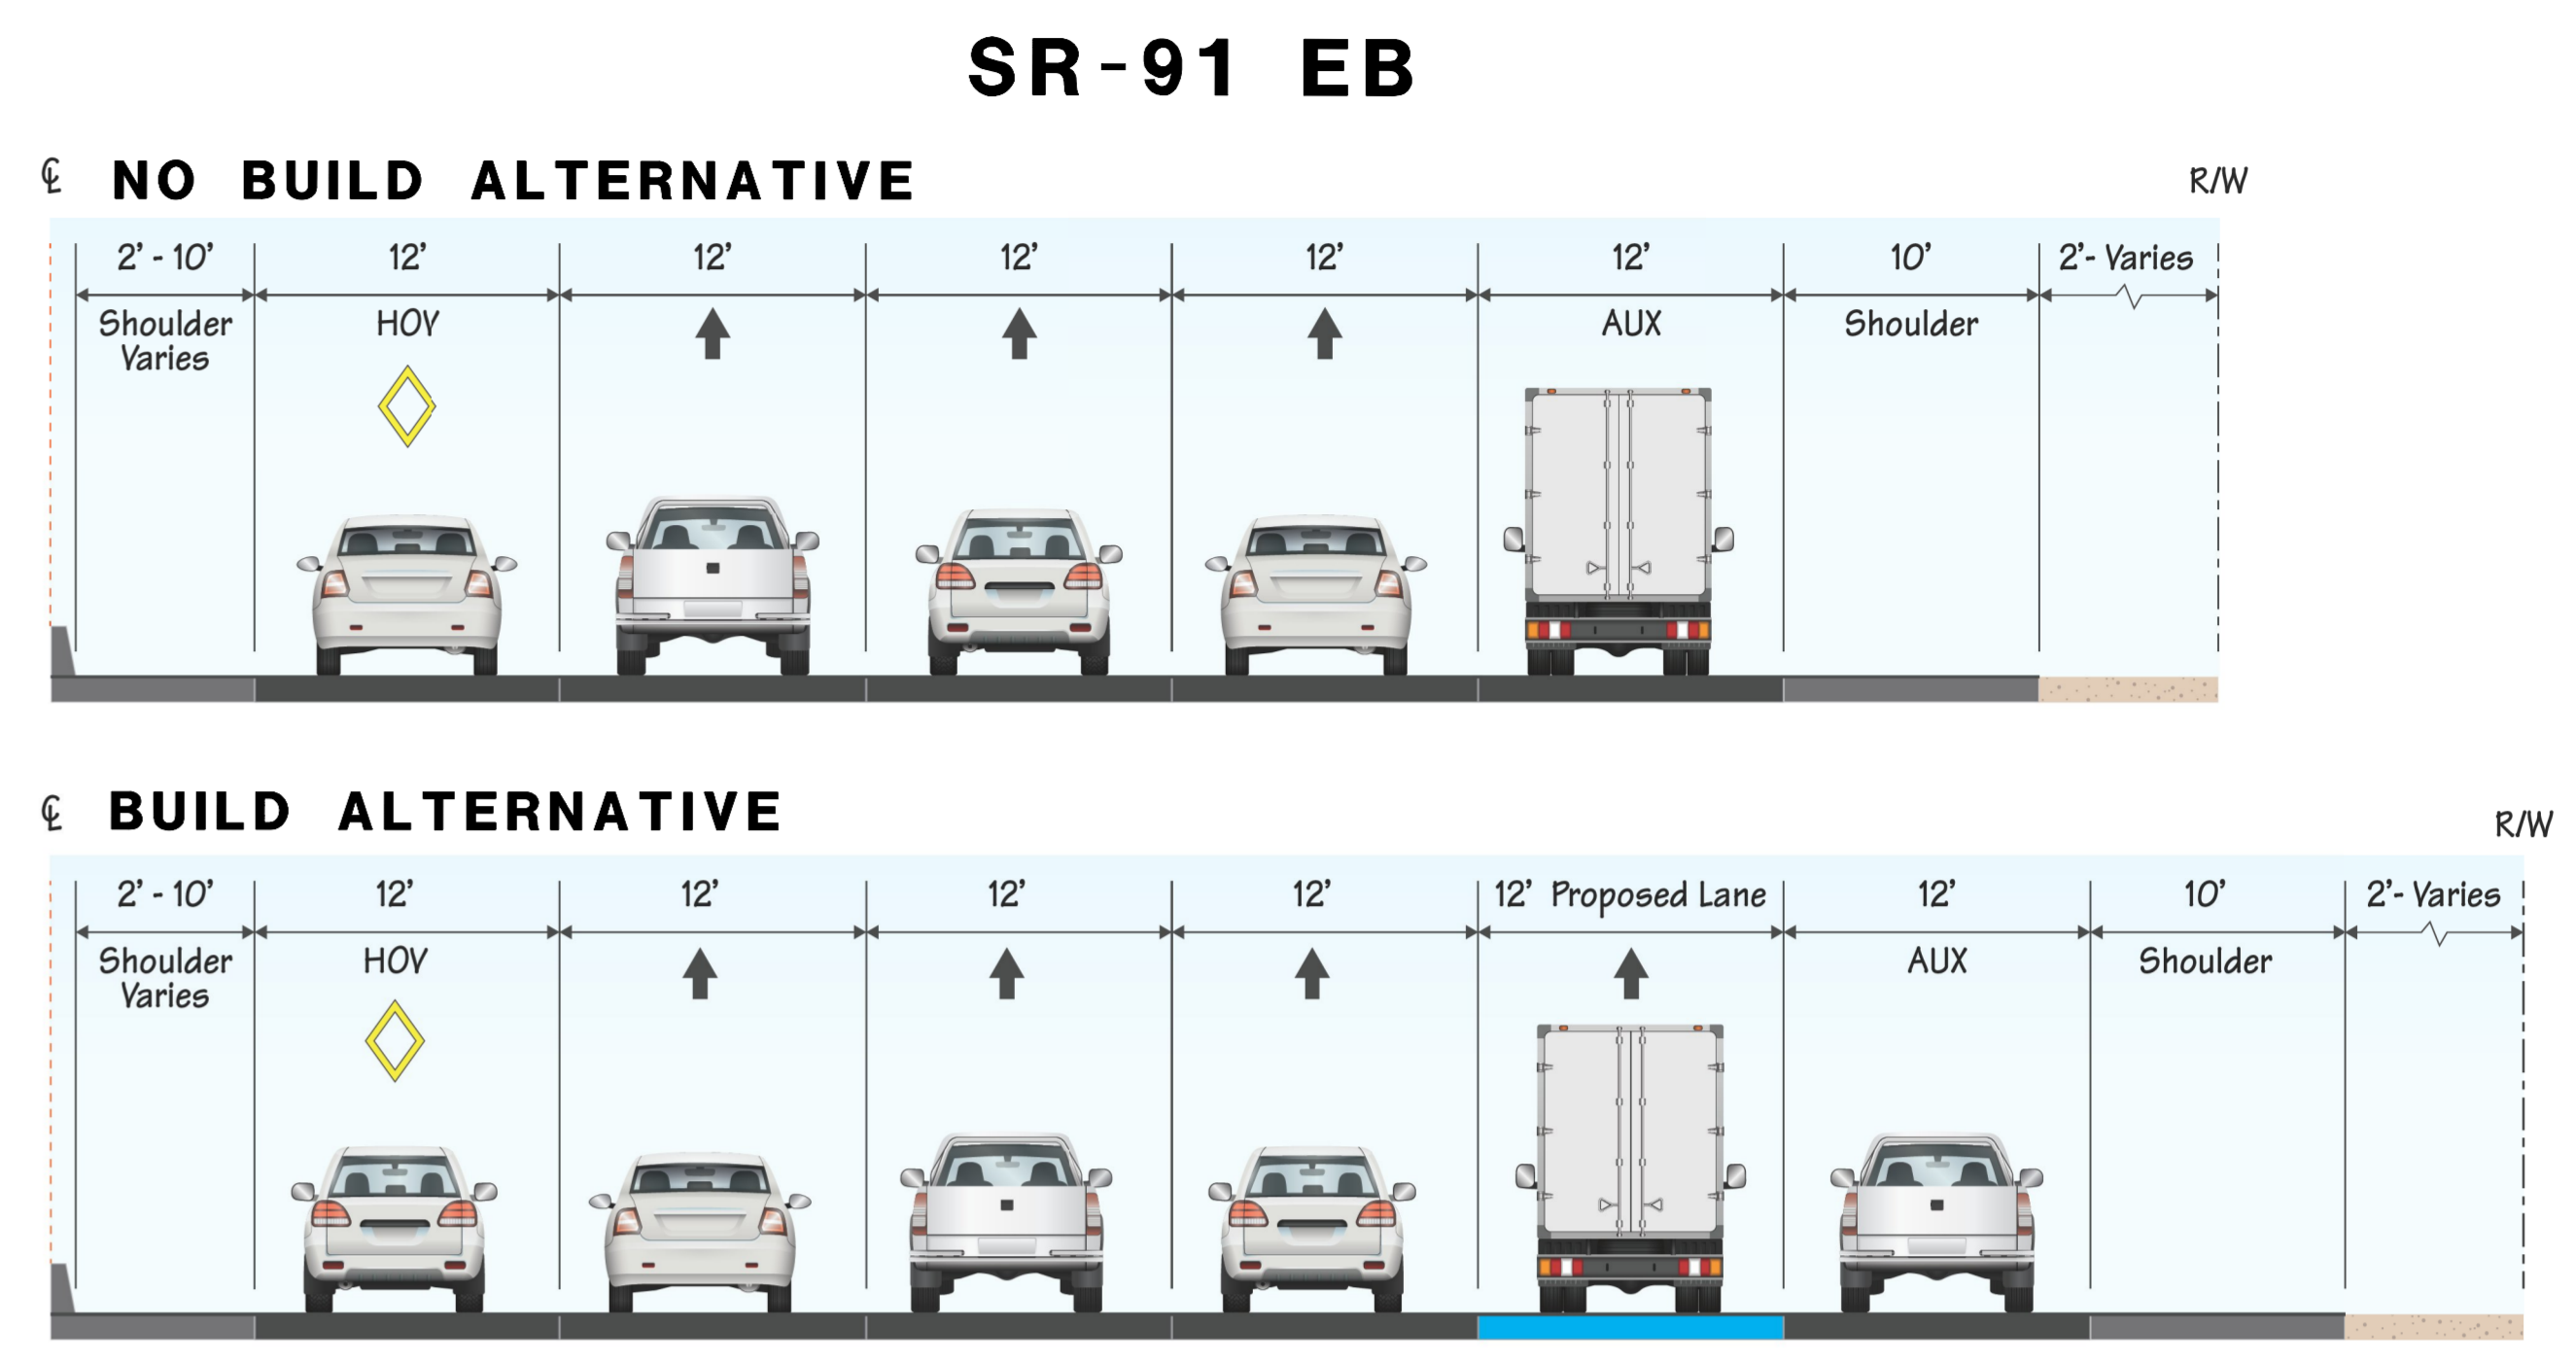 SR-91 EB
℄ NO BUILD ALTERNATIVE R/W
2' - 10' 12' 12' 12' 12' 12' 10' 2'- Varies
Shoulder HOV AUX Shoulder
Varies
℄ BUILD ALTERNATIVE R/W
2' - 10' 12' 12' 12' 12' 12' Proposed Lane 12' 10' 2'- Varies
Shoulder HOV AUX Shoulder
Varies